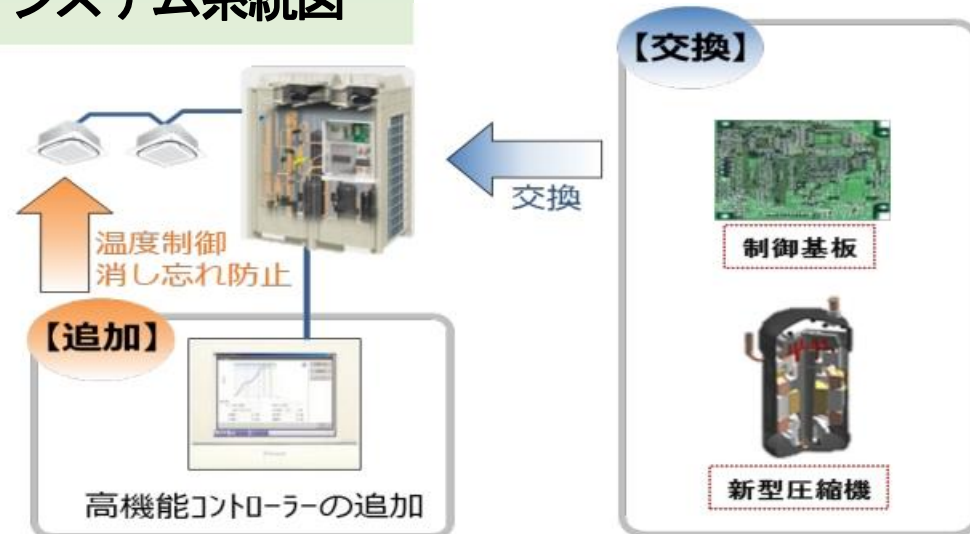 システム系統図
【交換】
交換
制御基板
温度制御
消し忘れ防止
【追加】
高機能コントローラーの追加
新型圧縮機